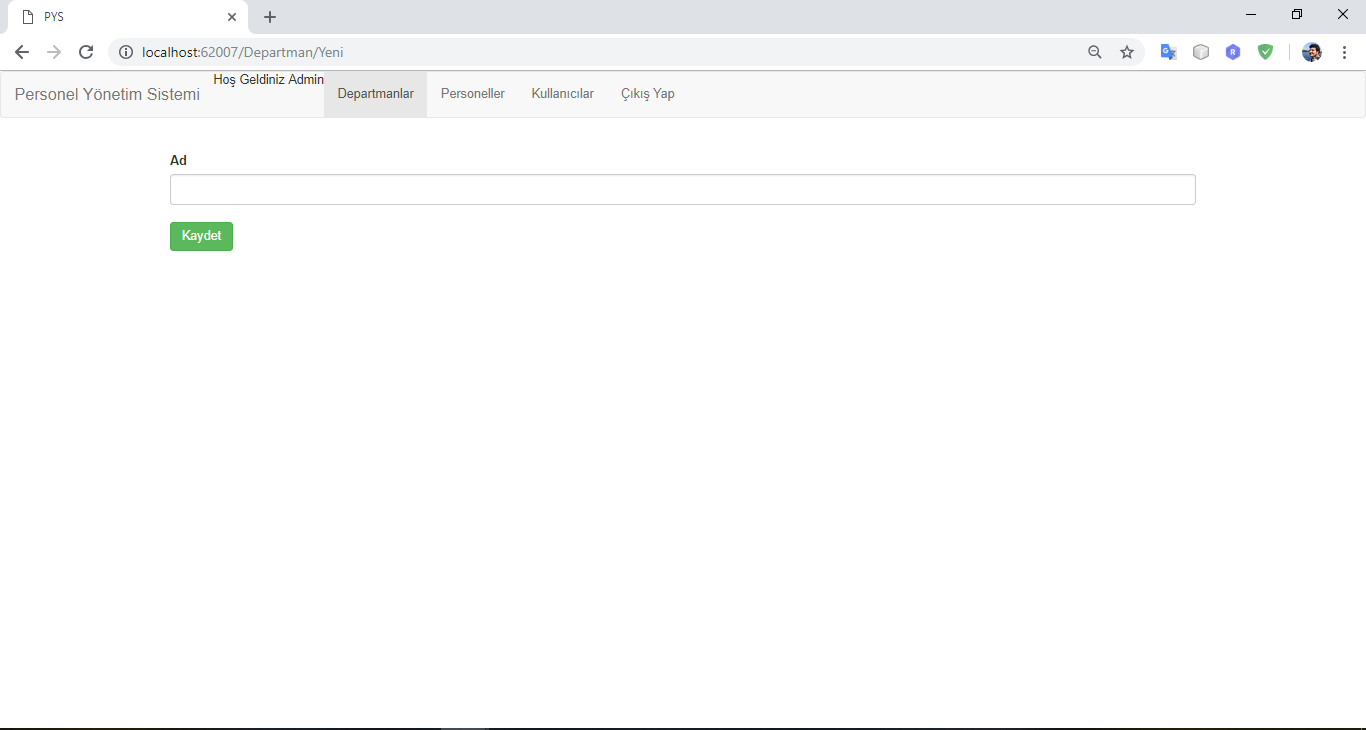 PYS
localhost:62007/Departman/Yeni
Personel Yönetim Sistemi Hoş Geldiniz Admin Departmanlar Personeller Kullanıcılar Çıkış Yap
Ad
Kaydet